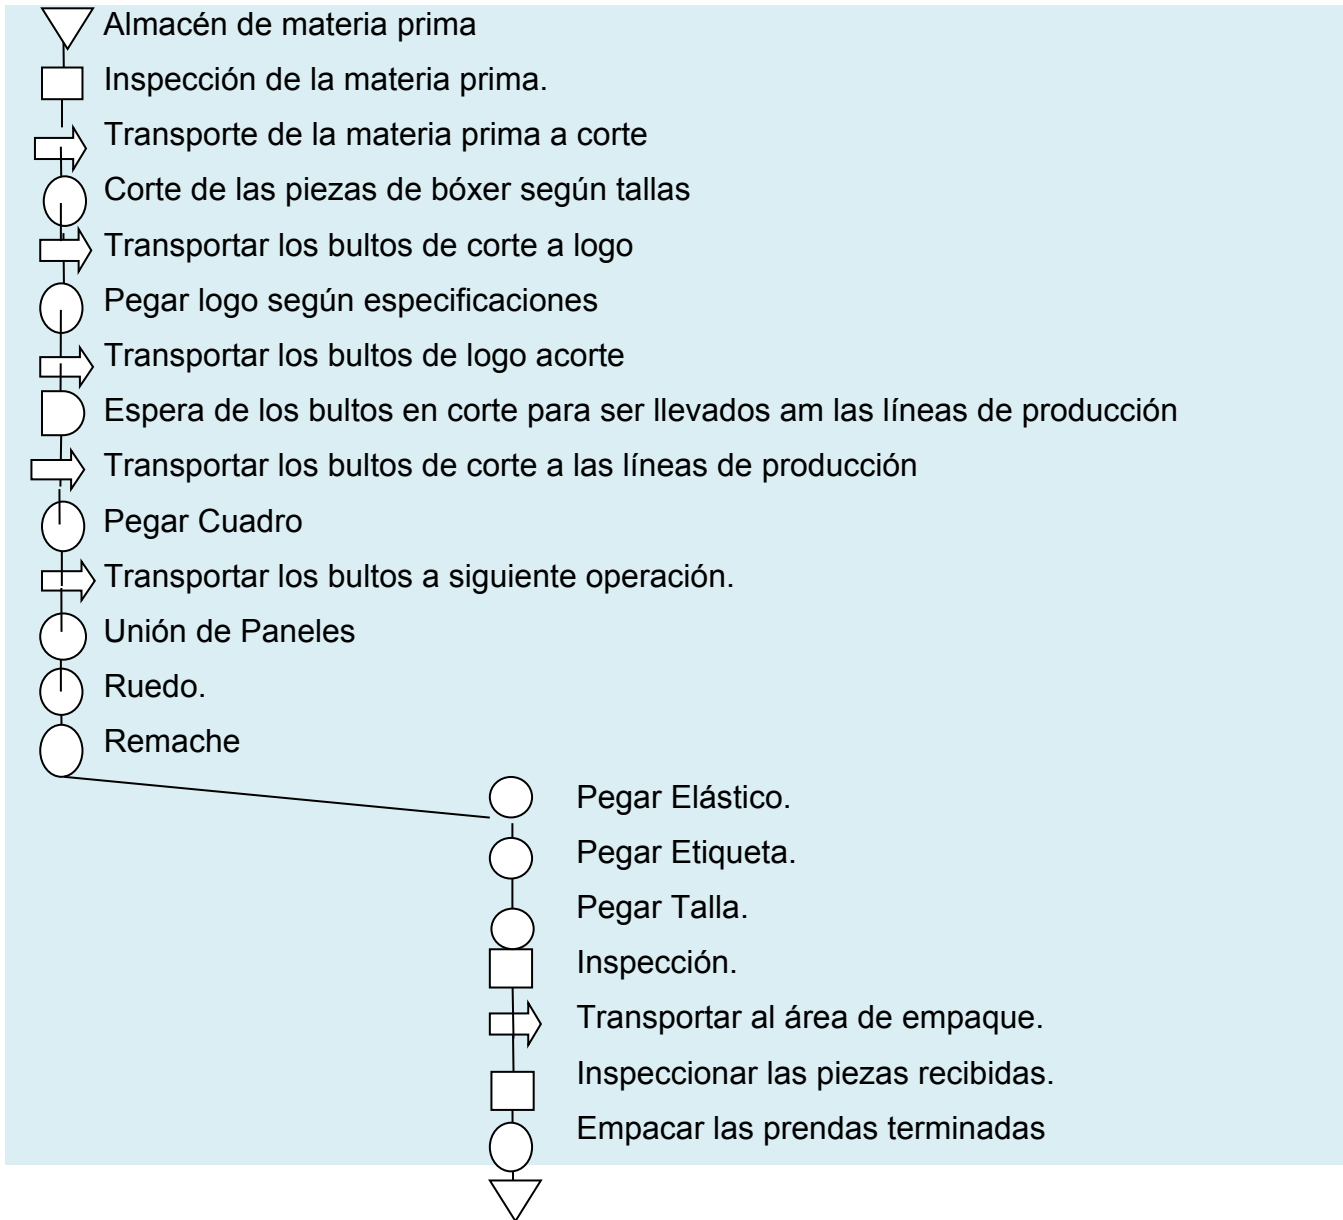 Almacén de materia prima
Inspección de la materia prima.
Transporte de la materia prima a corte
Corte de las piezas de bóxer según tallas
Transportar los bultos de corte a logo
Pegar logo según especificaciones
Transportar los bultos de logo acorte
Espera de los bultos en corte para ser llevados am las líneas de producción
Transportar los bultos de corte a las líneas de producción
Pegar Cuadro
Transportar los bultos a siguiente operación.
Unión de Paneles
Ruedo.
Remache
Pegar Elástico.
Pegar Etiqueta.
Pegar Talla.
Inspección.
Transportar al área de empaque.
Inspeccionar las piezas recibidas.
Empacar las prendas terminadas